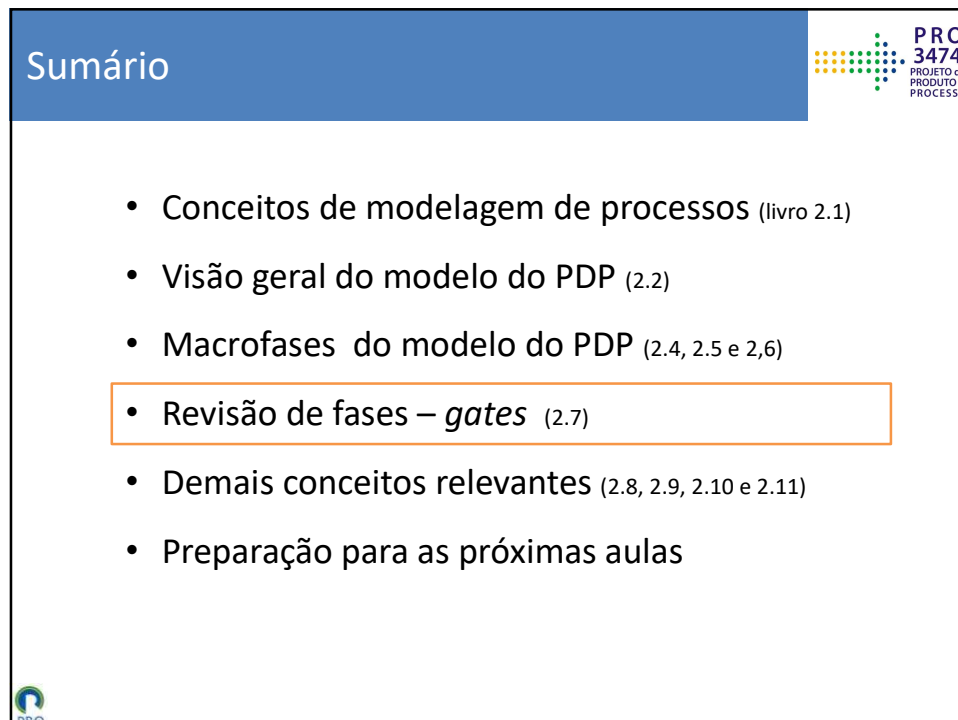 Sumário
PRO
3474
PROJETO d
PRODUTO
PROCESS
• Conceitos de modelagem de processos (livro 2.1)
• Visão geral do modelo do PDP (2.2)
• Macrofases do modelo do PDP (2.4, 2.5 e 2,6)
• Revisão de fases – gates (2.7)
• Demais conceitos relevantes (2.8, 2.9, 2.10 e 2.11)
• Preparação para as próximas aulas
PRO